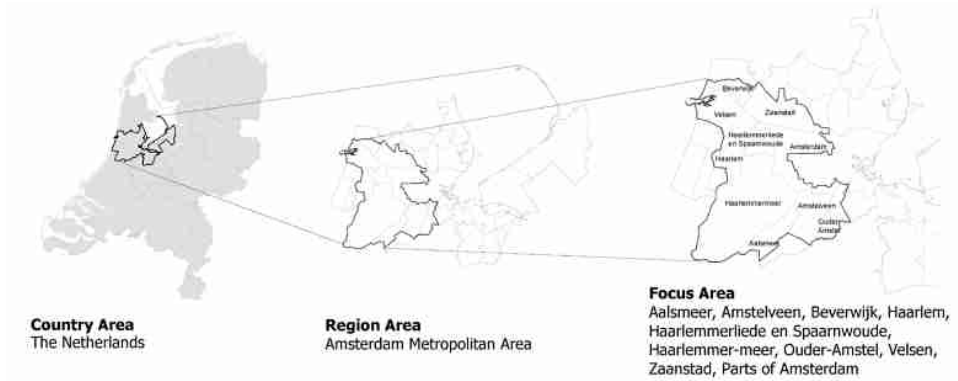 Beverwijk
Velsen
Zaanstad
Haarlemmerliede
en Spaarnwoude
Amsterdam
Haarlem
Haarlemmermeer
Amstelveen
Ouder-
Amstel
Aalsmeer
Country Area
The Netherlands
Region Area
Amsterdam Metropolitan Area
Focus Area
Aalsmeer, Amstelveen, Beverwijk, Haarlem,
Haarlemmerliede en Spaarnwoude,
Haarlemmer-meer, Ouder-Amstel, Velsen,
Zaanstad, Parts of Amsterdam